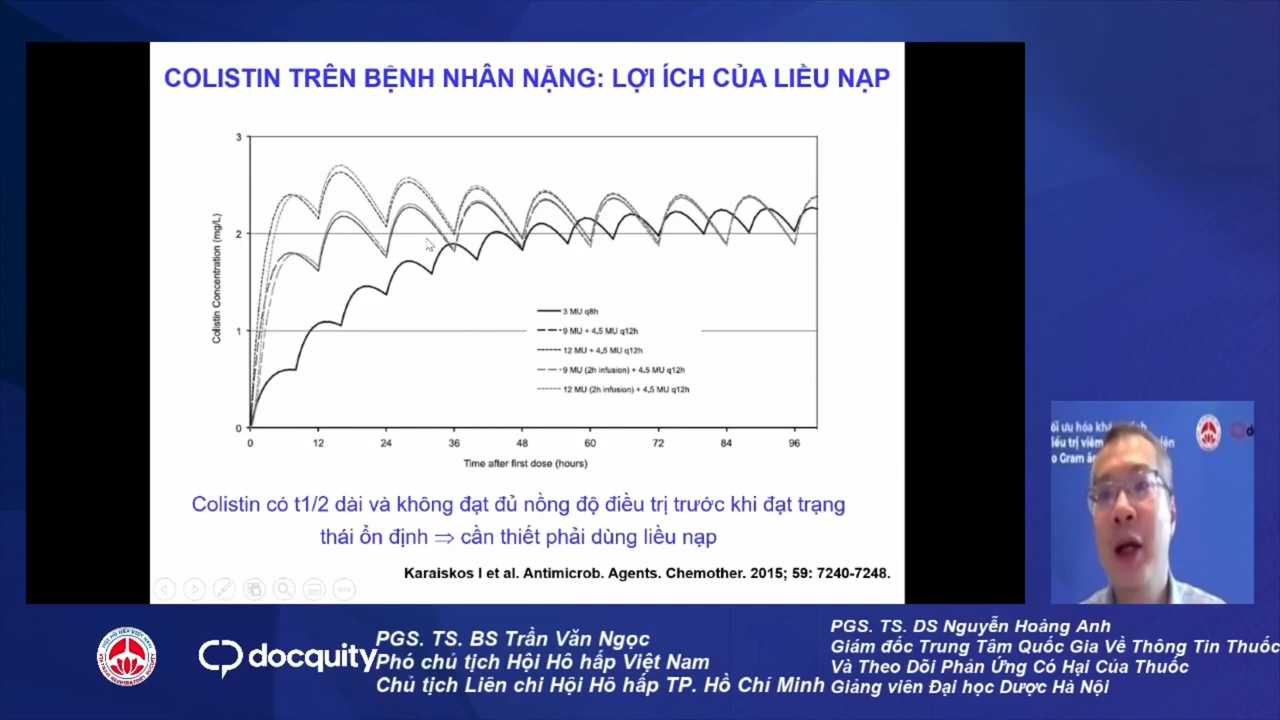 COLISTIN TRÊN BỆNH NHÂN NẶNG: LỢI ÍCH CỦA LIỀU NẠP
3
2
1
0
Colistin Concentration (mg/L)
3 MU q8h
9 MU + 4.5 MU q12h
12 MU + 4.5 MU q12h
9 MU (2h infusion) + 4.5 MU q12h
12 MU (2h infusion) + 4.5 MU q12h
0 12 24 36 48 60 72 84 96
Time after first dose (hours)
Colistin có t1/2 dài và không đạt đủ nồng độ điều trị trước khi đạt trạng
thái ổn định ⇒ cần thiết phải dùng liều nạp
Karaiskos I et al. Antimicrob. Agents. Chemother. 2015; 59: 7240-7248.
docquity
PGS. TS. BS Trần Văn Ngọc
Phó chủ tịch Hội Hô hấp Việt Nam
Chủ tịch Liên chi Hội Hô hấp TP. Hồ Chí Minh
PGS. TS. DS Nguyễn Hoàng Anh
Giám đốc Trung Tâm Quốc Gia Về Thông Tin Thuốc
Và Theo Dõi Phản Ứng Có Hại Của Thuốc
Giảng viên Đại học Dược Hà Nội